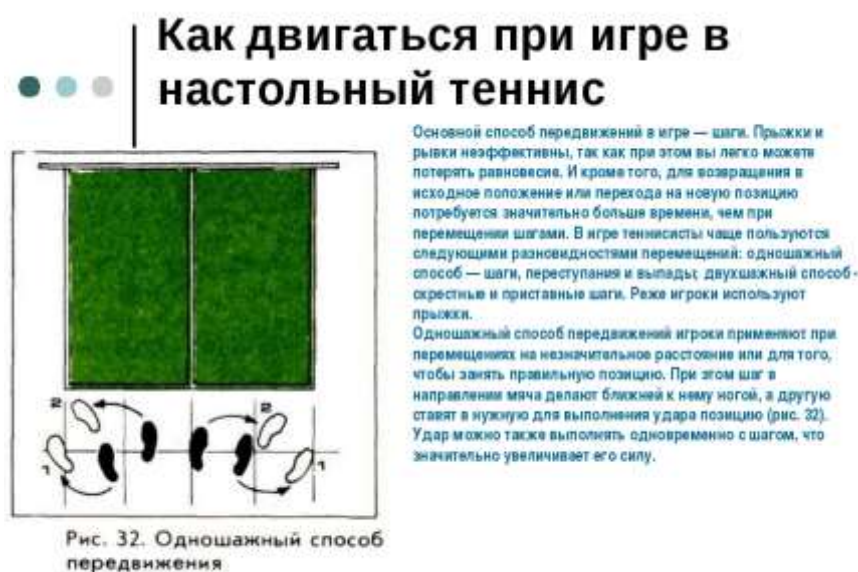 Как двигаться при игре в
настольный теннис
Основной способ передвижений в игре — шаги. Прыжки и
рывки неэффективны, так как при этом вы легко можете
потерять равновесие. И кроме того, для возвращения в
исходное положение или перехода на новую позицию
потребуется значительно больше времени, чем при
перемещении шагами. В игре теннисисты чаще пользуются
следующими разновидностями перемещений: одношажный
способ — шаги, переступания и выпады; двухшажный способ -
скрестные и приставные шаги. Реже игроки используют
прыжки.
Одношажный способ передвижений игроки применяют при
перемещениях на незначительное расстояние или для того,
чтобы занять правильную позицию. При этом шаг в
направлении мяча делают ближней к нему ногой, а другую
ставят в нужную для выполнения удара позицию (рис. 32).
Удар можно также выполнять одновременно с шагом, что
значительно увеличивает его силу.
2
2
1
1
Рис. 32. Одношажный способ
передвижения